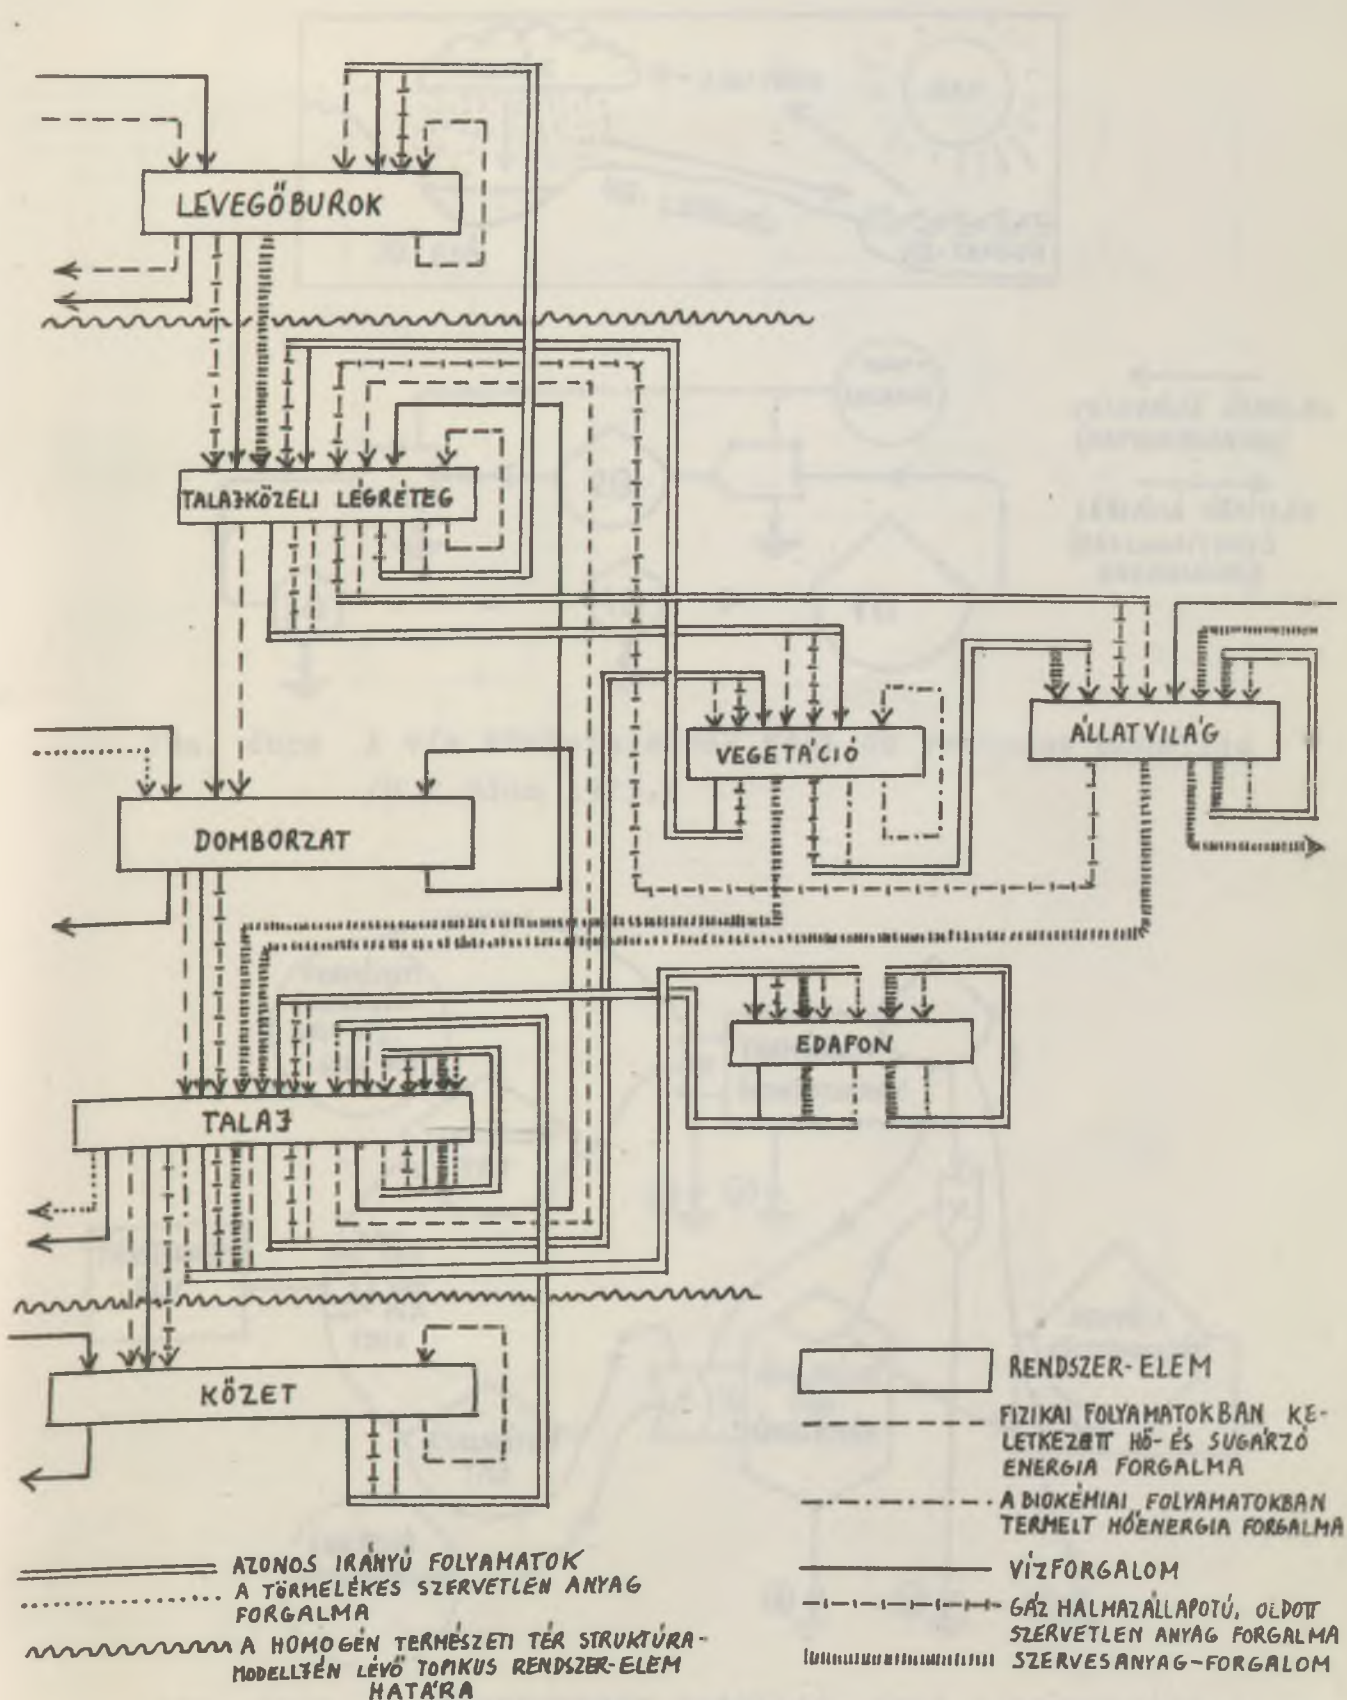 LEVEGŐBUROK
TALAJKÖZELI LÉGRÉTEG
VEGETÁCIÓ
ÁLLATVILÁG
DOMBORZAT
EDAFON
TALAJ
KŐZET
RENDSZER-ELEM
FIZIKAI FOLYAMATOKBAN KE-
LETKEZETT HŐ- ÉS SUGÁRZÓ
ENERGIA FORGALMA
A BIOKÉMIAI FOLYAMATOKBAN
TERMELT HŐENERGIA FORGALMA
VÍZFORGALOM
GÁZ HALMAZÁLLAPOTÚ, OLDOTT
SZERVETLEN ANYAG FORGALMA
SZERVESANYAG-FORGALOM
AZONOS IRÁNYÚ FOLYAMATOK
A TÖRMELÉKES SZERVETLEN ANYAG
FORGALMA
A HOMOGÉN TERMÉSZETI TÉR STRUKTÚRA-
MODELLJÉN LÉVŐ TOPIKUS RENDSZER-ELEM
HATÁRA